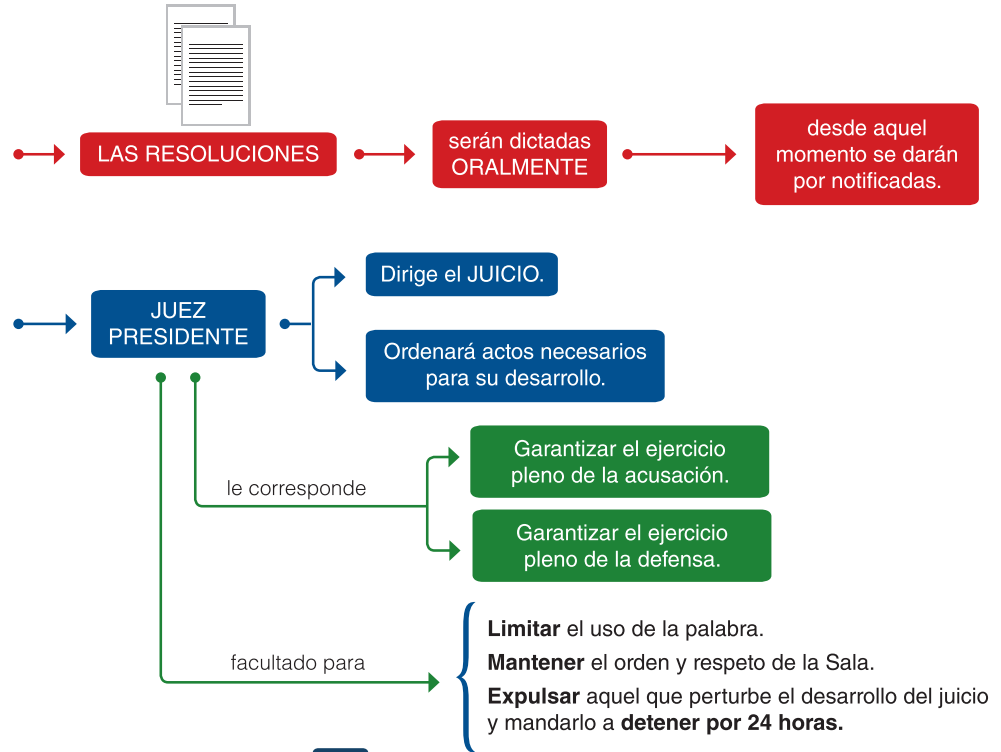 LAS RESOLUCIONES
serán dictadas
ORALMENTE
desde aquel
momento se darán
por notificadas.
JUEZ
PRESIDENTE
Dirige el JUICIO.
Ordenará actos necesarios
para su desarrollo.
le corresponde
Garantizar el ejercicio
pleno de la acusación.
Garantizar el ejercicio
pleno de la defensa.
facultado para
Limitar el uso de la palabra.
Mantener el orden y respeto de la Sala.
Expulsar aquel que perturbe el desarrollo del juicio
y mandarlo a detener por 24 horas.